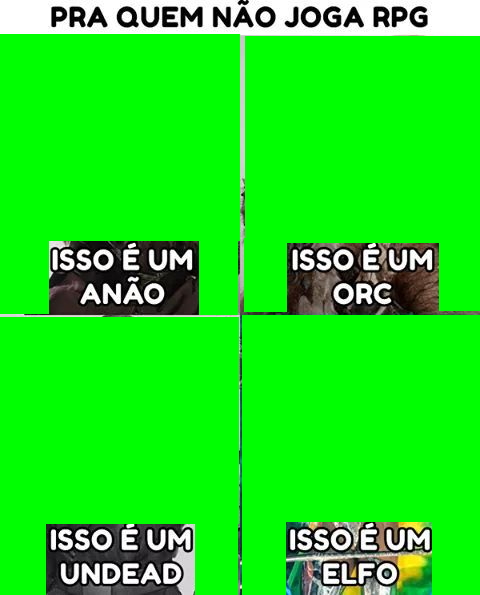 PRA QUEM NÃO JOGA RPG
ISSO É UM
ANÃO
ISSO É UM
ORC
ISSO É UM
UNDEAD
ISSO É UM
ELFO